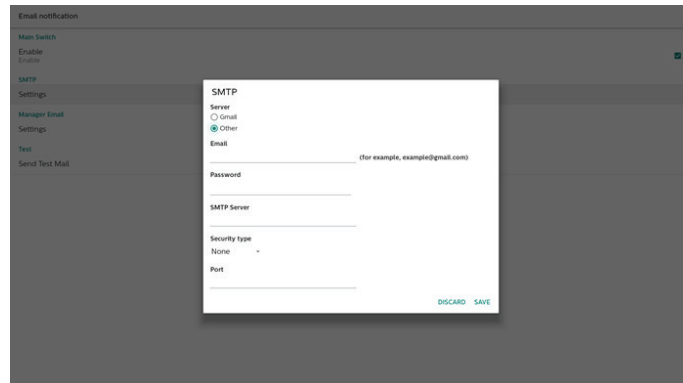 Email notification
Main Switch
Enable
Enable
SMTP
Settings
Manager Email
Settings
Test
Send Test Mail
SMTP
Server
Gmail
Other
Email
(for example, example@gmail.com)
Password
SMTP Server
Security type
None
Port
DISCARD SAVE